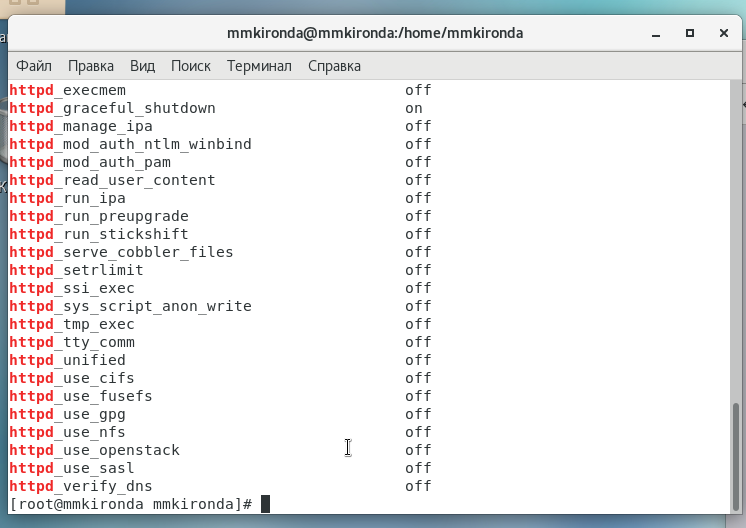 mmkironda@mmkironda:/home/mmkironda
Файл Правка Вид Поиск Терминал Справка
httpd_execmem off
httpd_graceful_shutdown on
httpd_manage_ipa off
httpd_mod_auth_ntlm_winbind off
httpd_mod_auth_pam off
httpd_read_user_content off
httpd_run_ipa off
httpd_run_preupgrade off
httpd_run_stickshift off
httpd_serve_cobbler_files off
httpd_setrlimit off
httpd_ssi_exec off
httpd_sys_script_anon_write off
httpd_tmp_exec off
httpd_tty_comm off
httpd_unified off
httpd_use_cifs off
httpd_use_fusefs off
httpd_use_gpg off
httpd_use_nfs off
httpd_use_openstack off
httpd_use_sasl off
httpd_verify_dns off
[root@mmkironda mmkironda]#